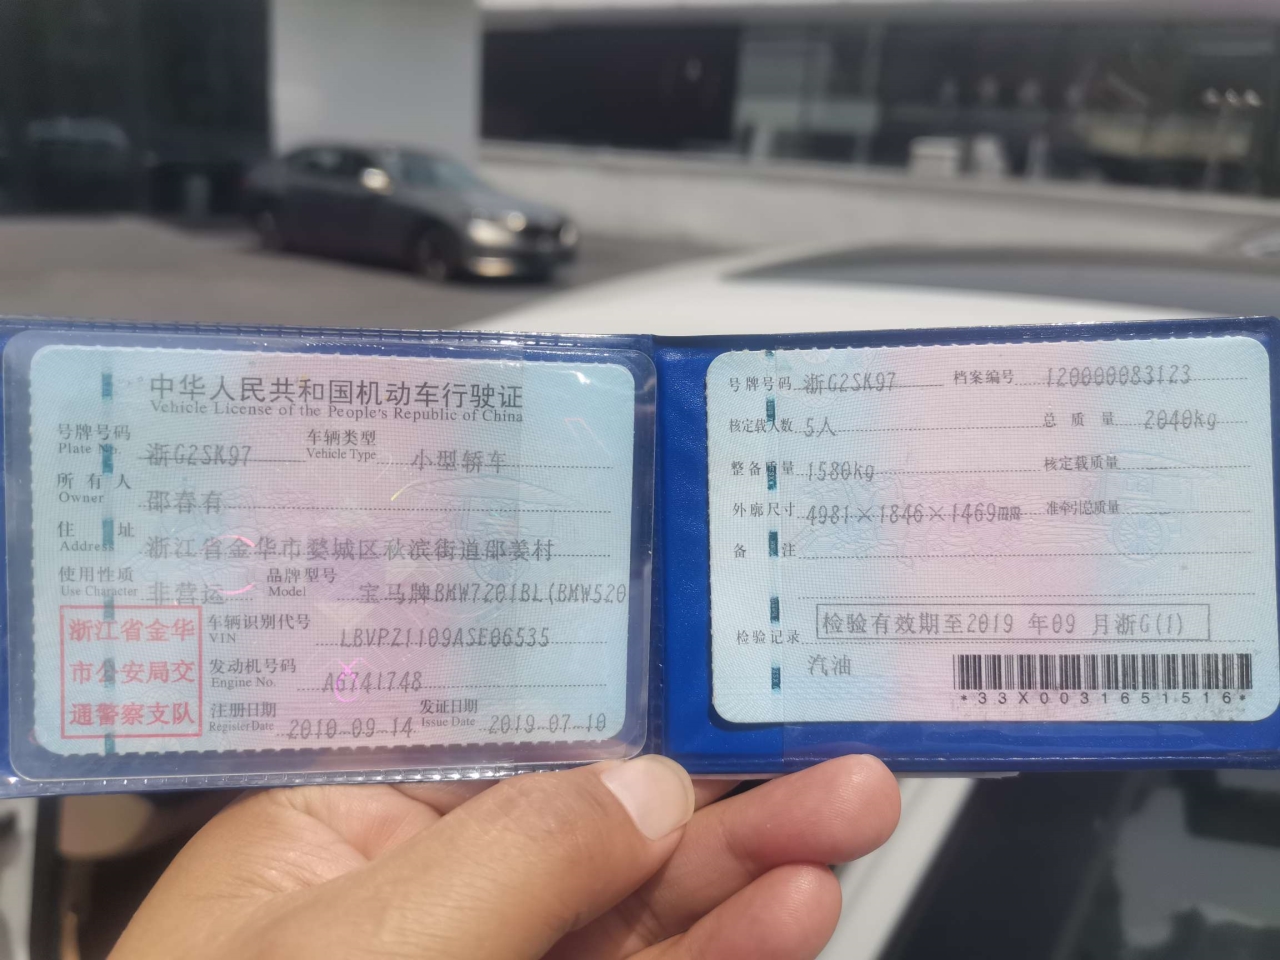 中华人民共和国机动车行驶证
Vehicle License of the People's Republic of China
号牌号码 浙G2SK97 车辆类型 小型轿车
Plate No. Vehicle Type
所有人 邵春有
Owner
住址 浙江省金华市婺城区秋滨街道邵姜村
Address
使用性质 非营运 品牌型号 宝马牌BMW7201BL(BMW520
Use Character Model
浙江省金华
市公安局交
通警察支队
车辆识别代号 LBVPZ1109ASE06535
VIN
发动机号码 A6741748
Engine No.
注册日期 2010-09-14 发证日期 2019-07-10
Register Date Issue Date
号牌号码 浙G2SK97 档案编号 120000083123
核定载人数 5人 总质量 2040kg
整备质量 1580kg 核定载质量
外廓尺寸 4981×1846×1469mm 准牵引总质量
备注
检验记录 检验有效期至2019 年09 月浙G(1)
汽油
*33X0031651516*